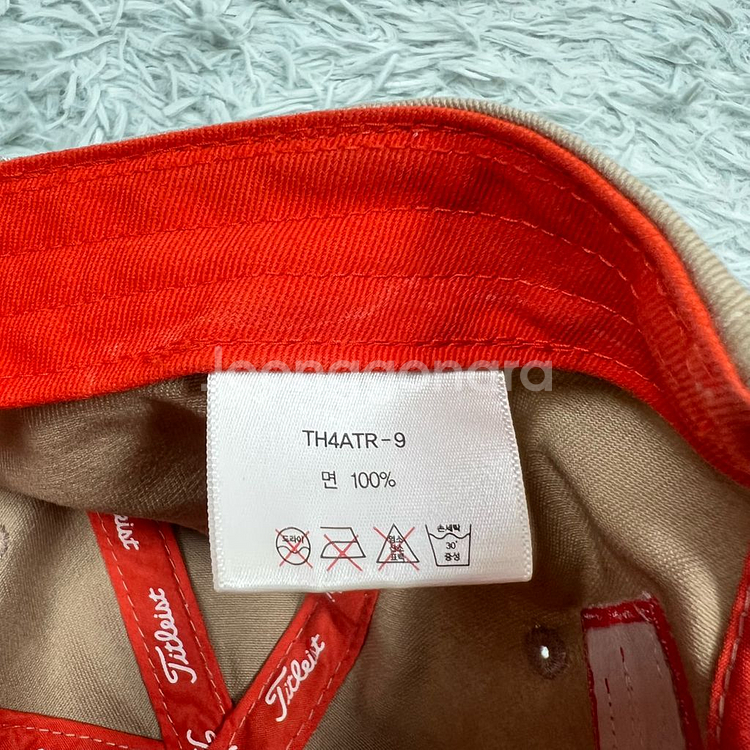 Joonggonara
TH4ATR-9
면 100%
드라이
염소
표백
손세탁
30°
중성
Titleist
Titleist